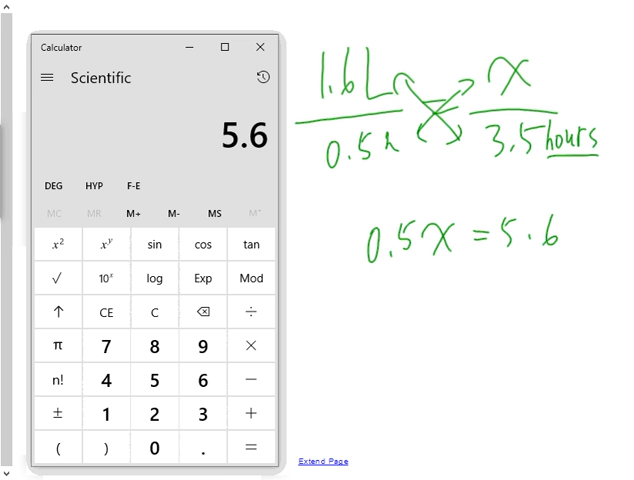 Calculator
Scientific
5.6
DEG HYP F-E
MC MR M+ M- MS M˅
x² xʸ sin cos tan
√ 10ˣ log Exp Mod
↑ CE C ⌫ ÷
π 7 8 9 ×
n! 4 5 6 −
± 1 2 3 +
( ) 0 . =
1.6L x
0.5h 3.5 hours
0.5x = 5.6
Extend Page